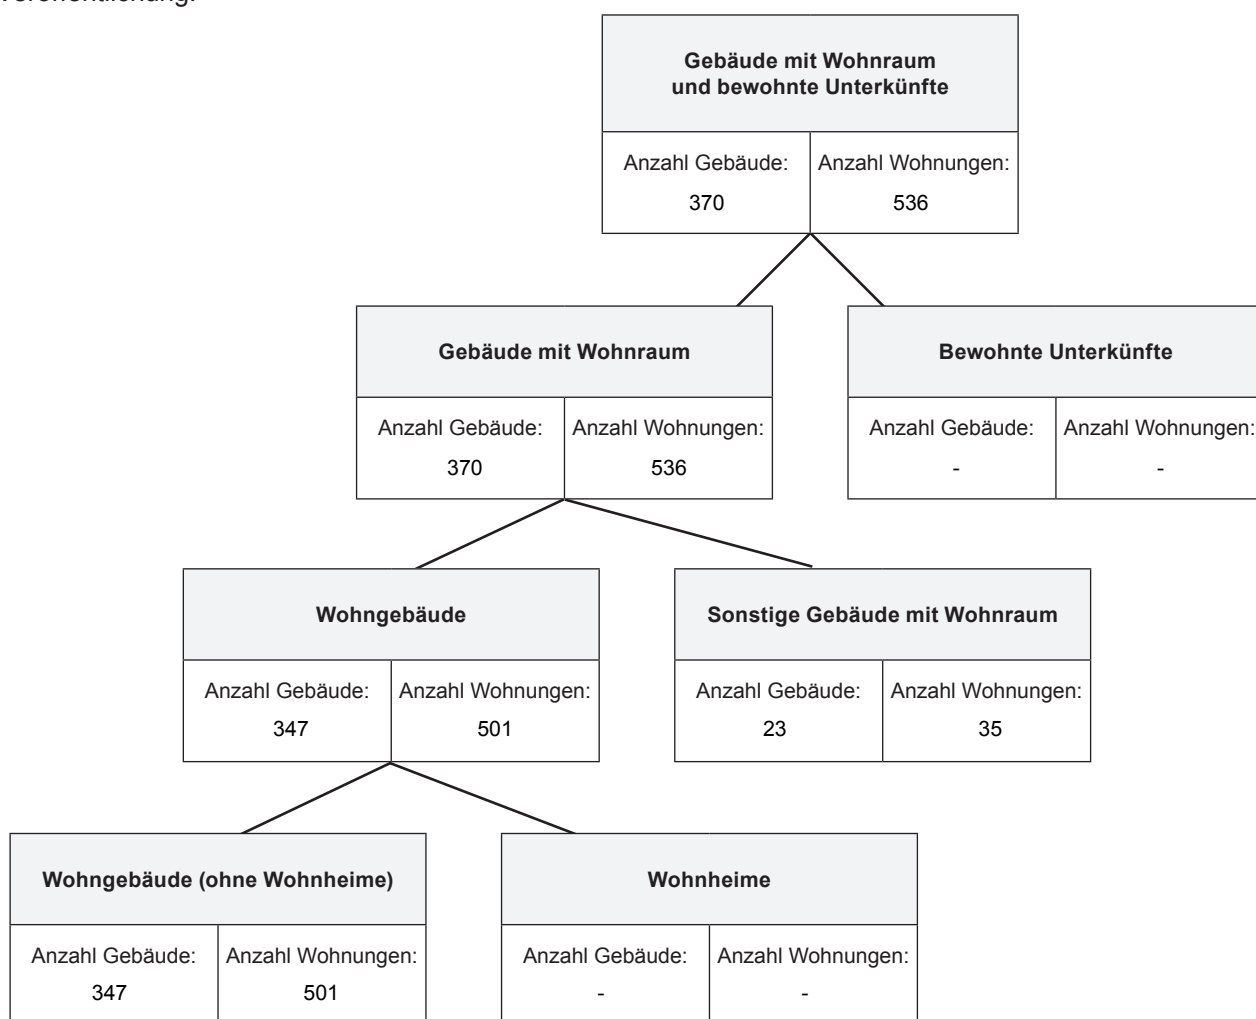 Veröffentlichung.
Gebäude mit Wohnraum
und bewohnte Unterkünfte
Anzahl Gebäude:
370
Anzahl Wohnungen:
536
Gebäude mit Wohnraum
Anzahl Gebäude:
370
Anzahl Wohnungen:
536
Bewohnte Unterkünfte
Anzahl Gebäude:
-
Anzahl Wohnungen:
-
Wohngebäude
Anzahl Gebäude:
347
Anzahl Wohnungen:
501
Sonstige Gebäude mit Wohnraum
Anzahl Gebäude:
23
Anzahl Wohnungen:
35
Wohngebäude (ohne Wohnheime)
Anzahl Gebäude:
347
Anzahl Wohnungen:
501
Wohnheime
Anzahl Gebäude:
-
Anzahl Wohnungen:
-